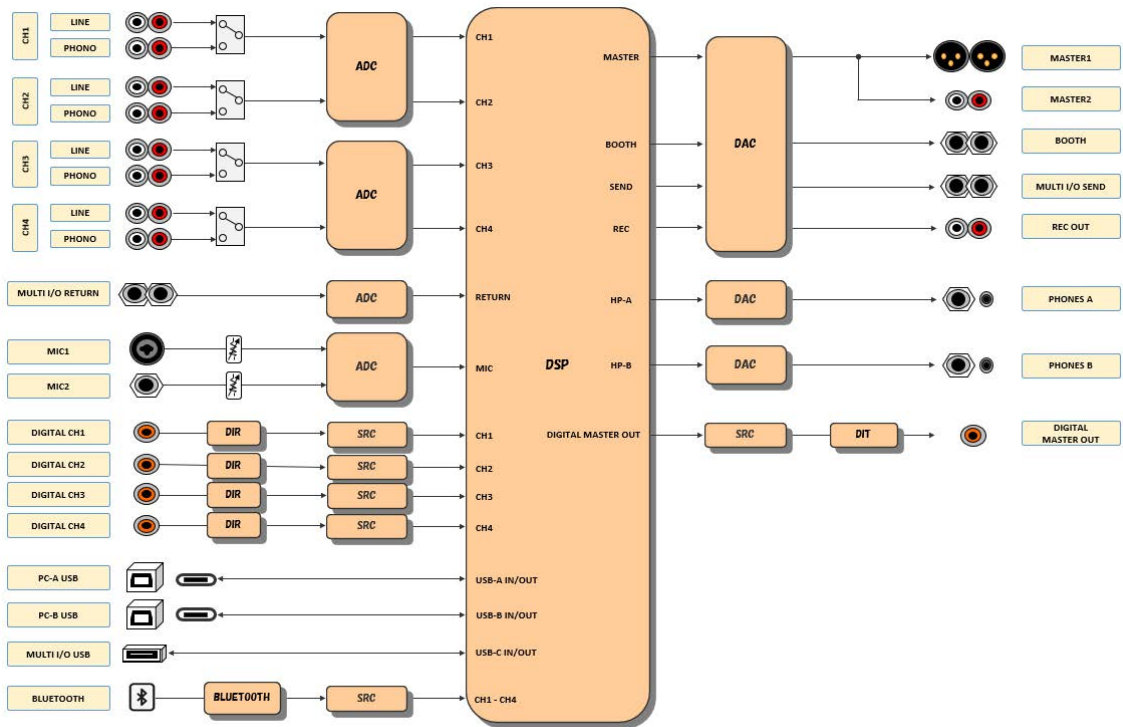 CH1
LINE
PHONO
CH2
LINE
PHONO
CH3
LINE
PHONO
CH4
LINE
PHONO
MULTI I/O RETURN
MIC1
MIC2
DIGITAL CH1
DIGITAL CH2
DIGITAL CH3
DIGITAL CH4
PC-A USB
PC-B USB
MULTI I/O USB
BLUETOOTH
ADC
ADC
ADC
ADC
DIR
SRC
DIR
SRC
DIR
SRC
DIR
SRC
BLUETOOTH
SRC
CH1
CH2
CH3
CH4
RETURN
MIC
CH1
CH2
CH3
CH4
USB-A IN/OUT
USB-B IN/OUT
USB-C IN/OUT
CH1 - CH4
DSP
MASTER
BOOTH
SEND
REC
HP-A
HP-B
DIGITAL MASTER OUT
DAC
DAC
DAC
SRC
DIT
MASTER1
MASTER2
BOOTH
MULTI I/O SEND
REC OUT
PHONES A
PHONES B
DIGITAL
MASTER OUT